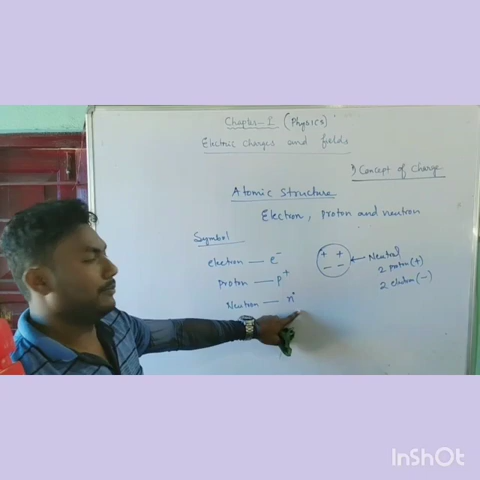 Chapter-1 (Physics)
Electric charges and fields
1) Concept of Charge
Atomic Structure
Electron, proton and neutron
Symbol
electron — e⁻
proton — p⁺
Neutron — n°
+ +
− −
Neutral
2 proton (+)
2 electron (−)
InShOt